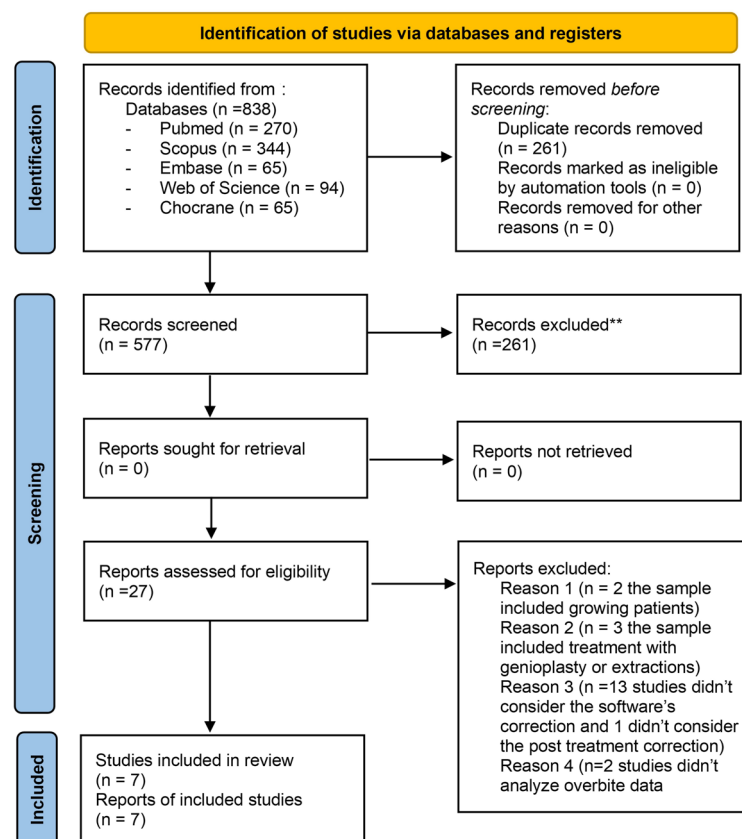 Identification of studies via databases and registers
Identification
Records identified from :
Databases (n =838)
- Pubmed (n = 270)
- Scopus (n = 344)
- Embase (n = 65)
- Web of Science (n = 94)
- Chocrane (n = 65)
Records removed before
screening:
Duplicate records removed
(n = 261)
Records marked as ineligible
by automation tools (n = 0)
Records removed for other
reasons (n = 0)
Screening
Records screened
(n = 577)
Records excluded**
(n =261)
Reports sought for retrieval
(n = 0)
Reports not retrieved
(n = 0)
Reports assessed for eligibility
(n =27)
Reports excluded:
Reason 1 (n = 2 the sample
included growing patients)
Reason 2 (n = 3 the sample
included treatment with
genioplasty or extractions)
Reason 3 (n =13 studies didn’t
consider the software’s
correction and 1 didn’t consider
the post treatment correction)
Reason 4 (n=2 studies didn’t
analyze overbite data
Included
Studies included in review
(n = 7)
Reports of included studies
(n = 7)